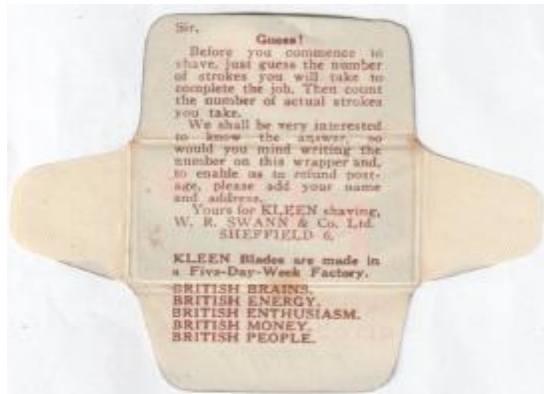 Sir,
Guess!
Before you commence to
shave, just guess the number
of strokes you will take to
complete the job. Then count
the number of actual strokes
you take.
We shall be very interested
to know the answer, so
would you mind writing the
number on this wrapper and,
to enable us to refund post-
age, please add your name
and address.
Yours for KLEEN shaving,
W. R. SWANN & Co. Ltd.
SHEFFIELD 6.
KLEEN Blades are made in
a Five-Day-Week Factory.
BRITISH BRAINS.
BRITISH ENERGY.
BRITISH ENTHUSIASM.
BRITISH MONEY.
BRITISH PEOPLE.